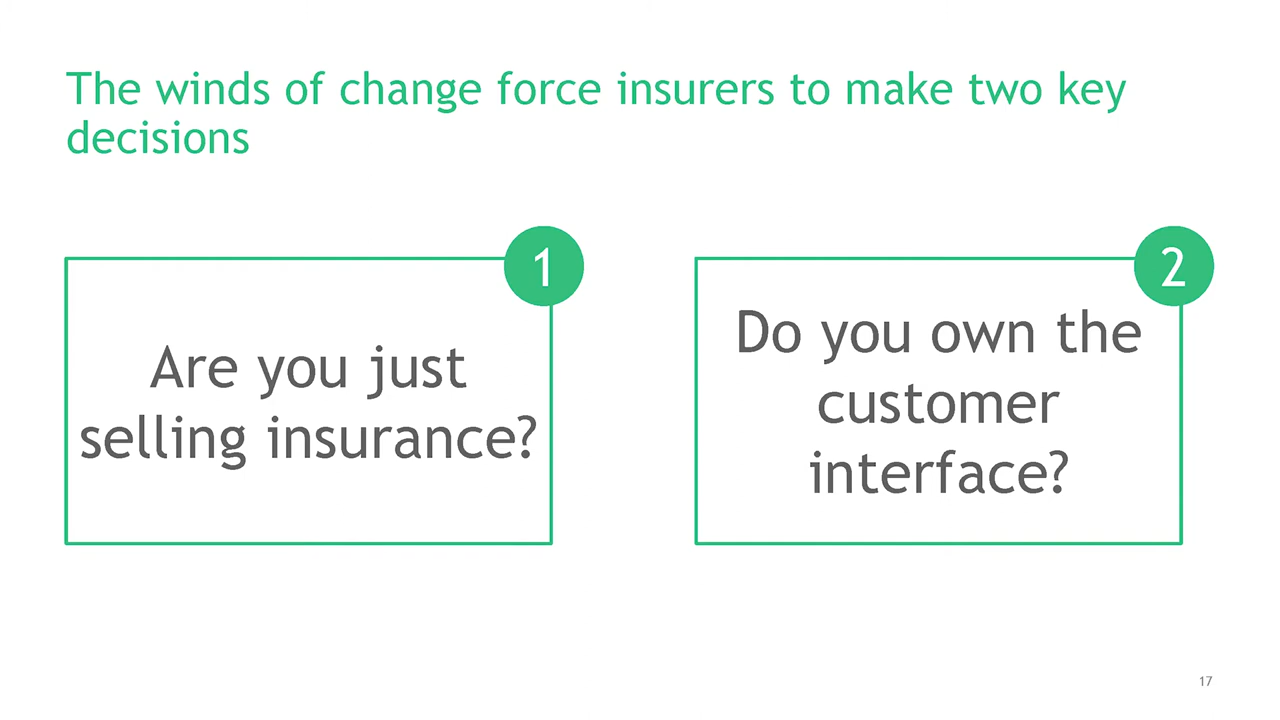 The winds of change force insurers to make two key
decisions
1
Are you just
selling insurance?
2
Do you own the
customer
interface?
17